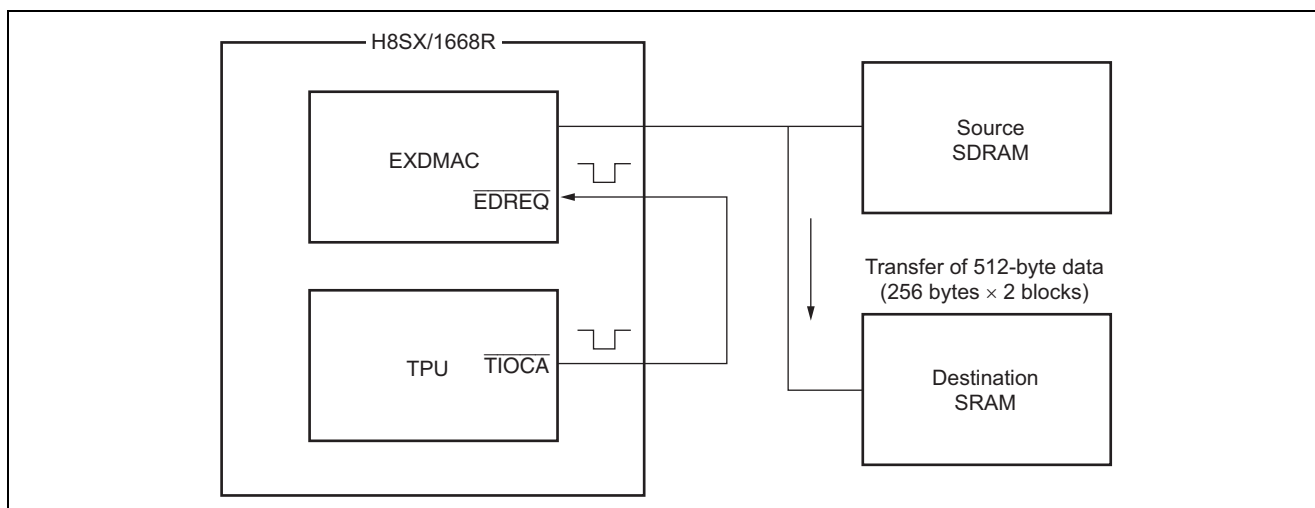 H8SX/1668R
EXDMAC
EDREQ
TPU
TIOCA
Source
SDRAM
Transfer of 512-byte data
(256 bytes × 2 blocks)
Destination
SRAM